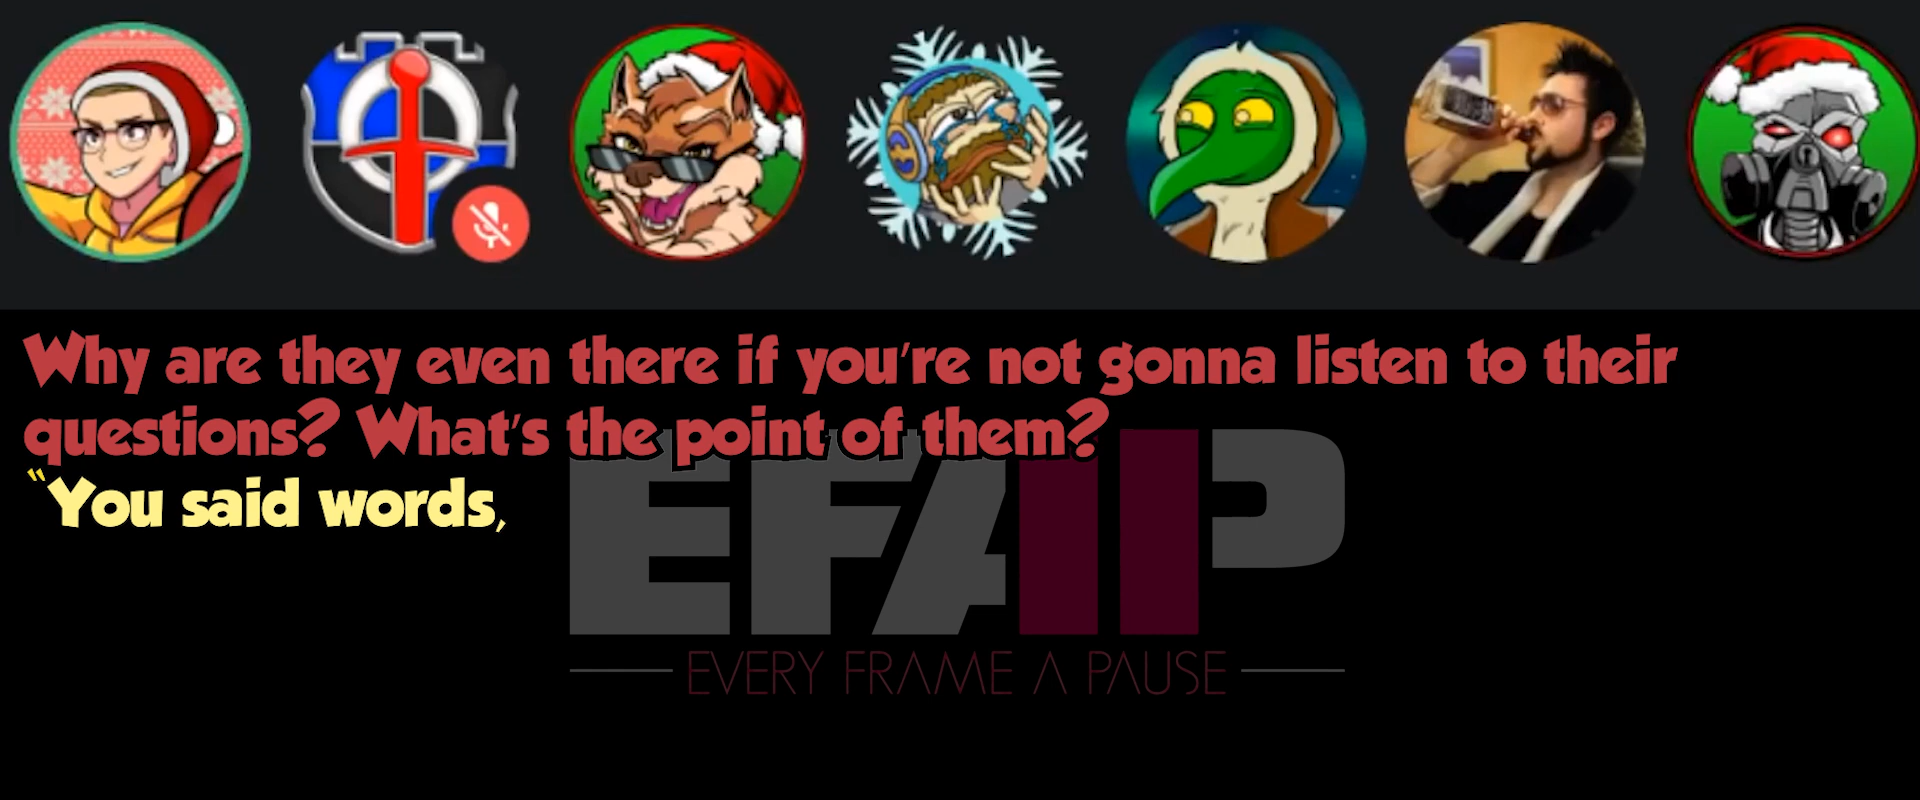 Why are they even there if you're not gonna listen to their
questions? What's the point of them?
“You said words,
EFAP
EVERY FRAME A PAUSE